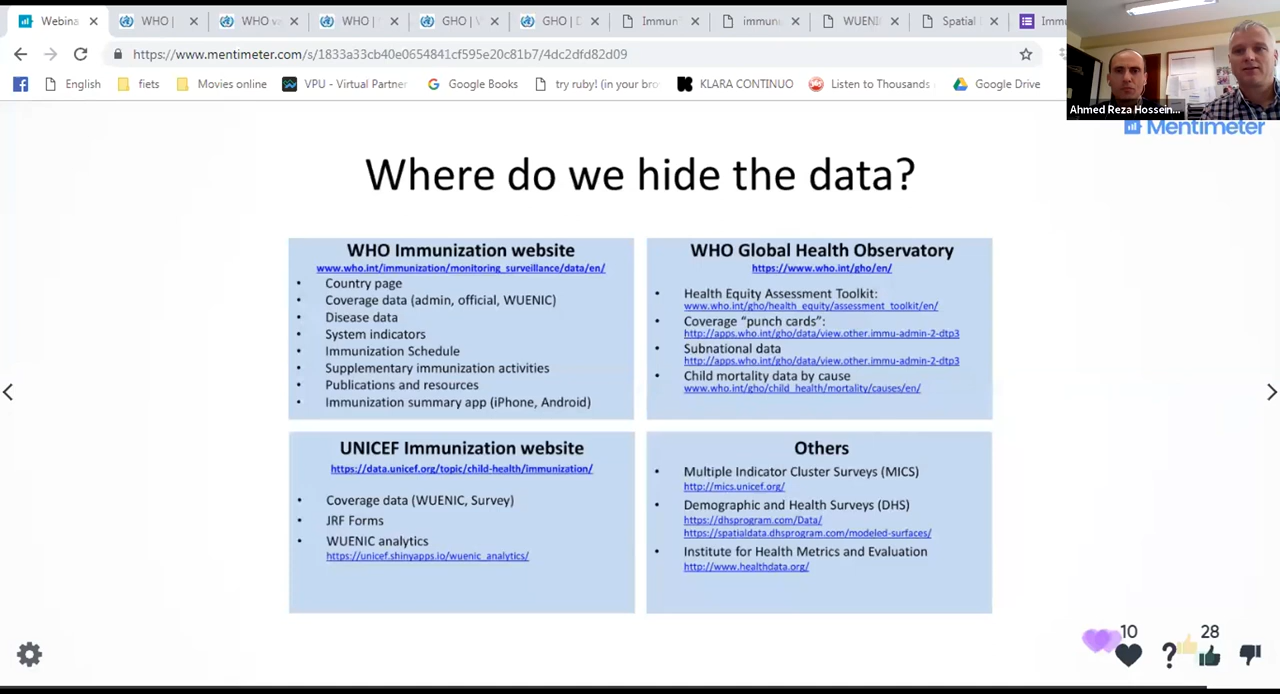 Webina
WHO |
WHO va
WHO |
GHO | V
GHO | D
Immun
immun
WUENI
Spatial
Immu
https://www.mentimeter.com/s/1833a33cb40e0654841cf595e20c81b7/4dc2dfd82d09
English
fiets
Movies online
VPU - Virtual Partner
Google Books
try ruby! (in your bro
KLARA CONTINUO
Listen to Thousands
Google Drive
Ahmed Reza Hossein...
Mentimeter
Where do we hide the data?
WHO Immunization website
www.who.int/immunization/monitoring_surveillance/data/en/
• Country page
• Coverage data (admin, official, WUENIC)
• Disease data
• System indicators
• Immunization Schedule
• Supplementary immunization activities
• Publications and resources
• Immunization summary app (iPhone, Android)
WHO Global Health Observatory
https://www.who.int/gho/en/
• Health Equity Assessment Toolkit:
www.who.int/gho/health_equity/assessment_toolkit/en/
• Coverage “punch cards”:
http://apps.who.int/gho/data/view.other.immu-admin-2-dtp3
• Subnational data
http://apps.who.int/gho/data/view.other.immu-admin-2-dtp3
• Child mortality data by cause
www.who.int/gho/child_health/mortality/causes/en/
UNICEF Immunization website
https://data.unicef.org/topic/child-health/immunization/
• Coverage data (WUENIC, Survey)
• JRF Forms
• WUENIC analytics
https://unicef.shinyapps.io/wuenic_analytics/
Others
• Multiple Indicator Cluster Surveys (MICS)
http://mics.unicef.org/
• Demographic and Health Surveys (DHS)
https://dhsprogram.com/Data/
https://spatialdata.dhsprogram.com/modeled-surfaces/
• Institute for Health Metrics and Evaluation
http://www.healthdata.org/
10
28